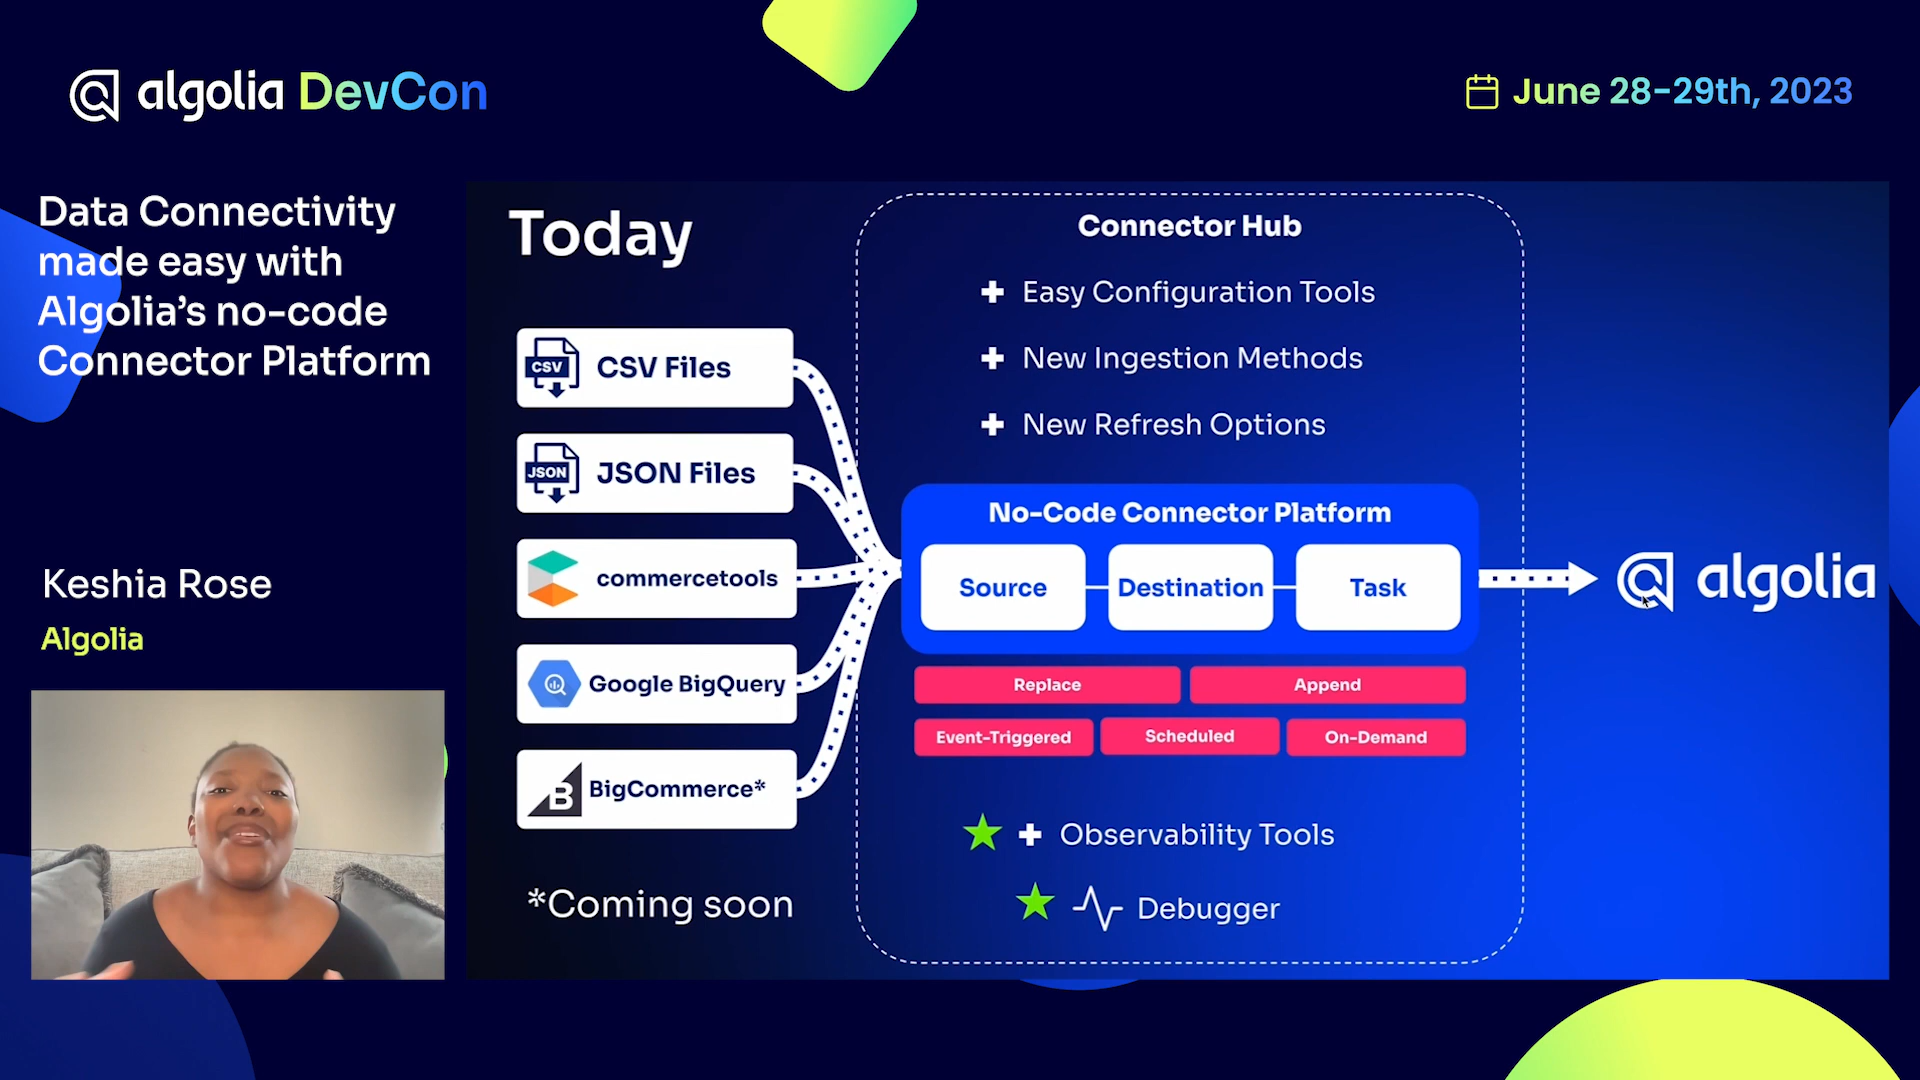 algolia DevCon
June 28-29th, 2023
Data Connectivity
made easy with
Algolia’s no-code
Connector Platform
Keshia Rose
Algolia
Today
CSV
CSV Files
JSON
JSON Files
commercetools
Google BigQuery
B
BigCommerce*
*Coming soon
Connector Hub
+ Easy Configuration Tools
+ New Ingestion Methods
+ New Refresh Options
No-Code Connector Platform
Source
Destination
Task
Replace
Append
Event-Triggered
Scheduled
On-Demand
+ Observability Tools
Debugger
algolia